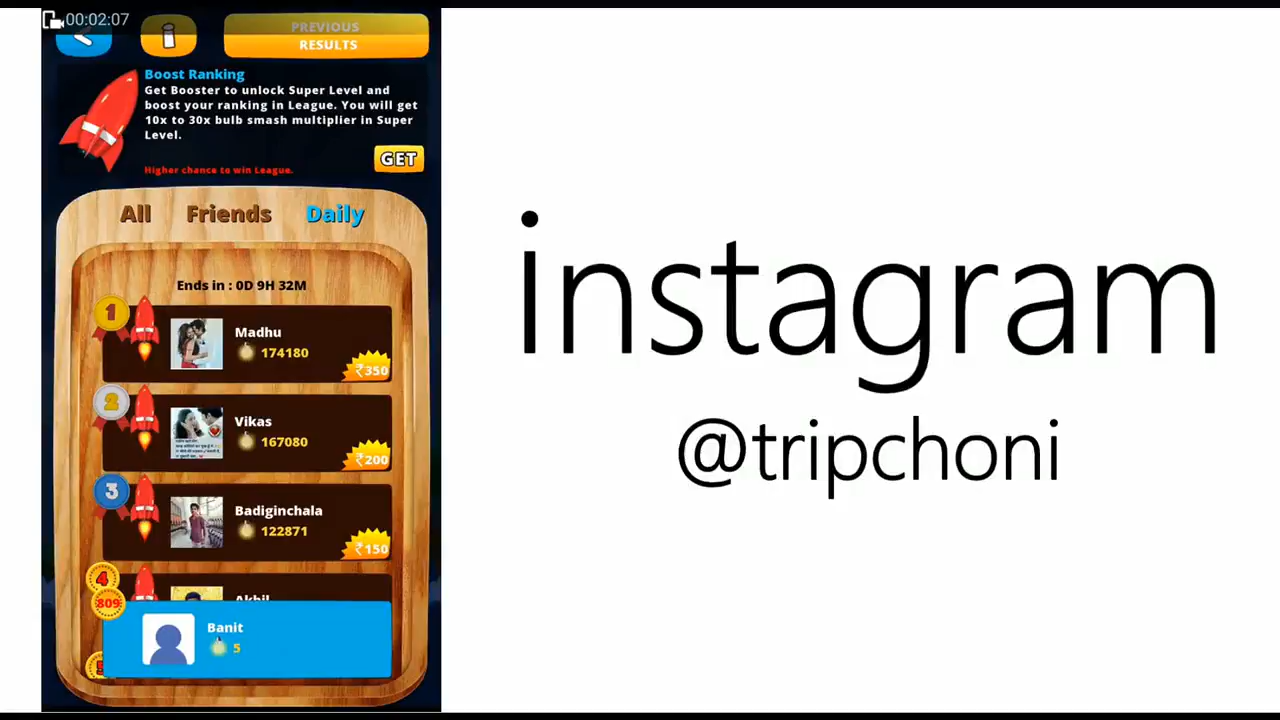 00:02:07
PREVIOUS
RESULTS
Boost Ranking
Get Booster to unlock Super Level and
boost your ranking in League. You will get
10x to 30x bulb smash multiplier in Super
Level.
GET
Higher chance to win League.
All Friends Daily
Ends in : 0D 9H 32M
1
Madhu
174180
₹350
2
Vikas
167080
₹200
3
Badiginchala
122871
₹150
4
Akhil
809
Banit
5
5
instagram
@tripchoni